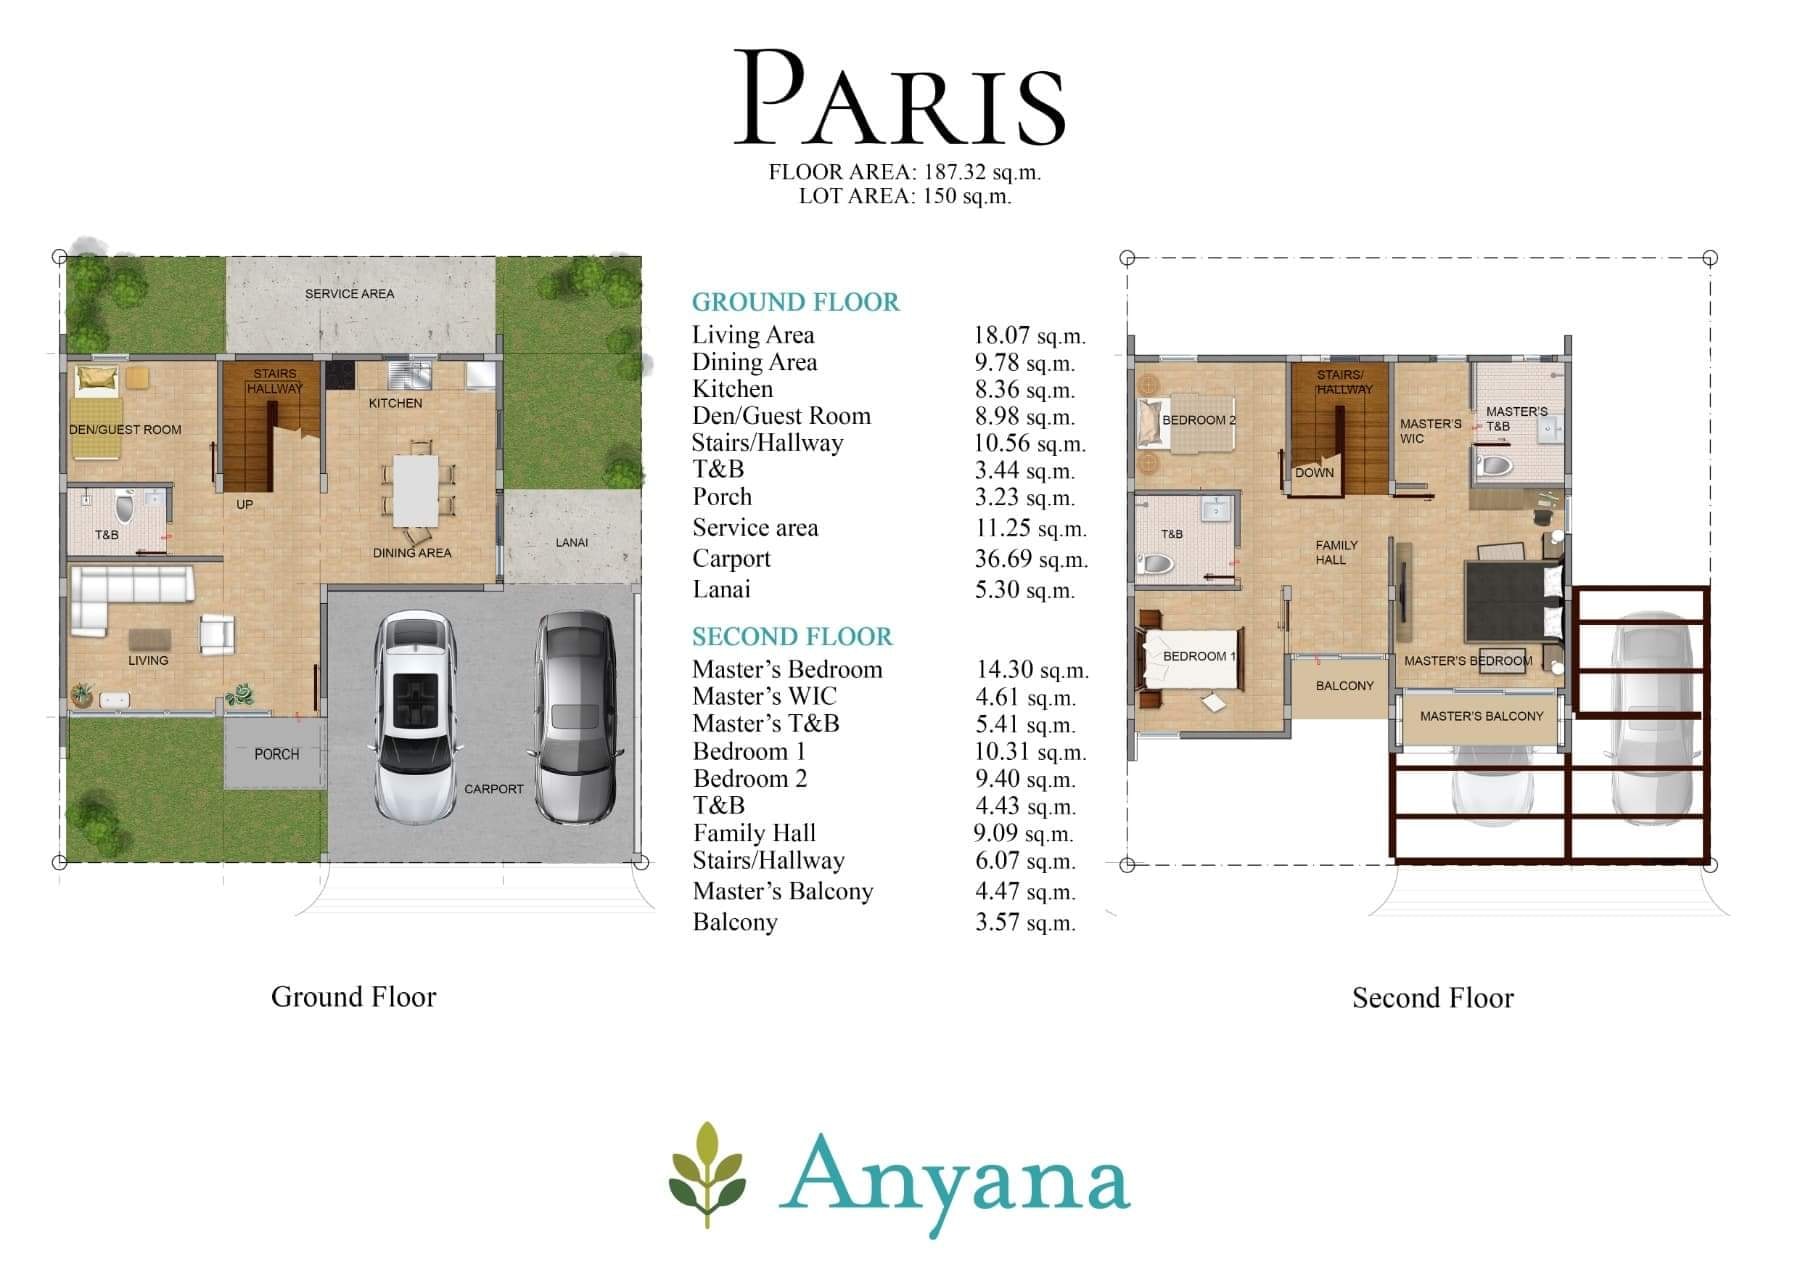 PARIS
FLOOR AREA: 187.32 sq.m.
LOT AREA: 150 sq.m.
SERVICE AREA
STAIRS
HALLWAY
KITCHEN
DEN/GUEST ROOM
UP
T&B
DINING AREA
LANAI
LIVING
PORCH
CARPORT
Ground Floor
GROUND FLOOR
Living Area 18.07 sq.m.
Dining Area 9.78 sq.m.
Kitchen 8.36 sq.m.
Den/Guest Room 8.98 sq.m.
Stairs/Hallway 10.56 sq.m.
T&B 3.44 sq.m.
Porch 3.23 sq.m.
Service area 11.25 sq.m.
Carport 36.69 sq.m.
Lanai 5.30 sq.m.
SECOND FLOOR
Master's Bedroom 14.30 sq.m.
Master's WIC 4.61 sq.m.
Master's T&B 5.41 sq.m.
Bedroom 1 10.31 sq.m.
Bedroom 2 9.40 sq.m.
T&B 4.43 sq.m.
Family Hall 9.09 sq.m.
Stairs/Hallway 6.07 sq.m.
Master's Balcony 4.47 sq.m.
Balcony 3.57 sq.m.
STAIRS/
HALLWAY
BEDROOM 2
MASTER'S
WIC
MASTER'S
T&B
DOWN
T&B
FAMILY
HALL
BEDROOM 1
MASTER'S BEDROOM
BALCONY
MASTER'S BALCONY
Second Floor
Anyana